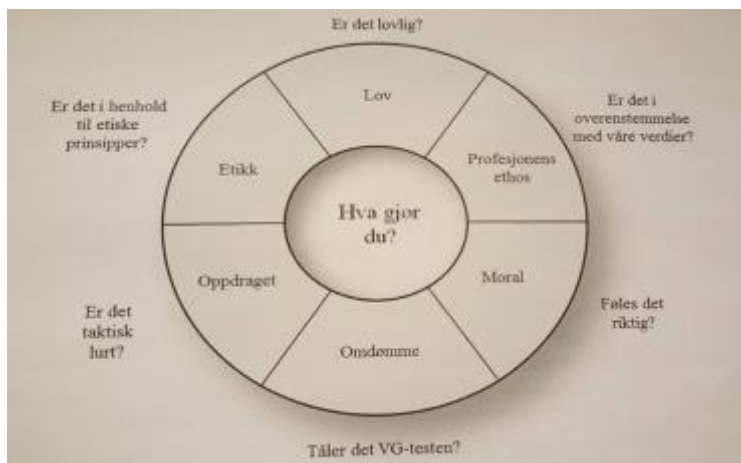 Er det lovlig?
Lov
Er det i henhold
til etiske
prinsipper?
Er det i
overenstemmelse
med våre verdier?
Etikk
Profesjonens
ethos
Hva gjør
du?
Oppdraget
Moral
Er det
taktisk
lurt?
Føles det
riktig?
Omdømme
Tåler det VG-testen?